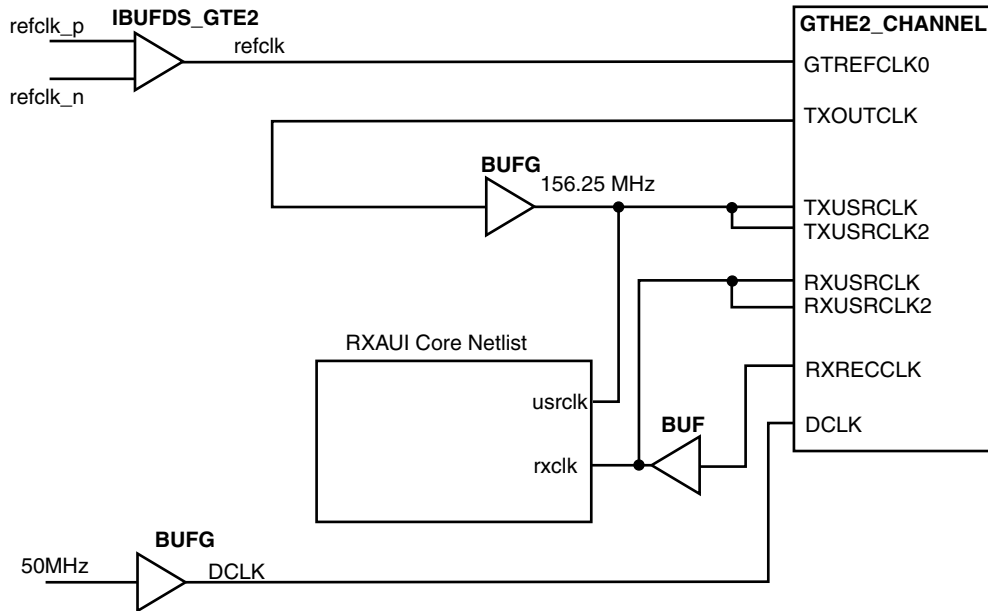 IBUFDS_GTE2
refclk_p
refclk
refclk_n
GTHE2_CHANNEL
GTREFCLK0
TXOUTCLK
BUFG
156.25 MHz
TXUSRCLK
TXUSRCLK2
RXUSRCLK
RXUSRCLK2
RXAUI Core Netlist
RXRECCLK
usrclk
BUF
DCLK
rxclk
BUFG
50MHz
DCLK